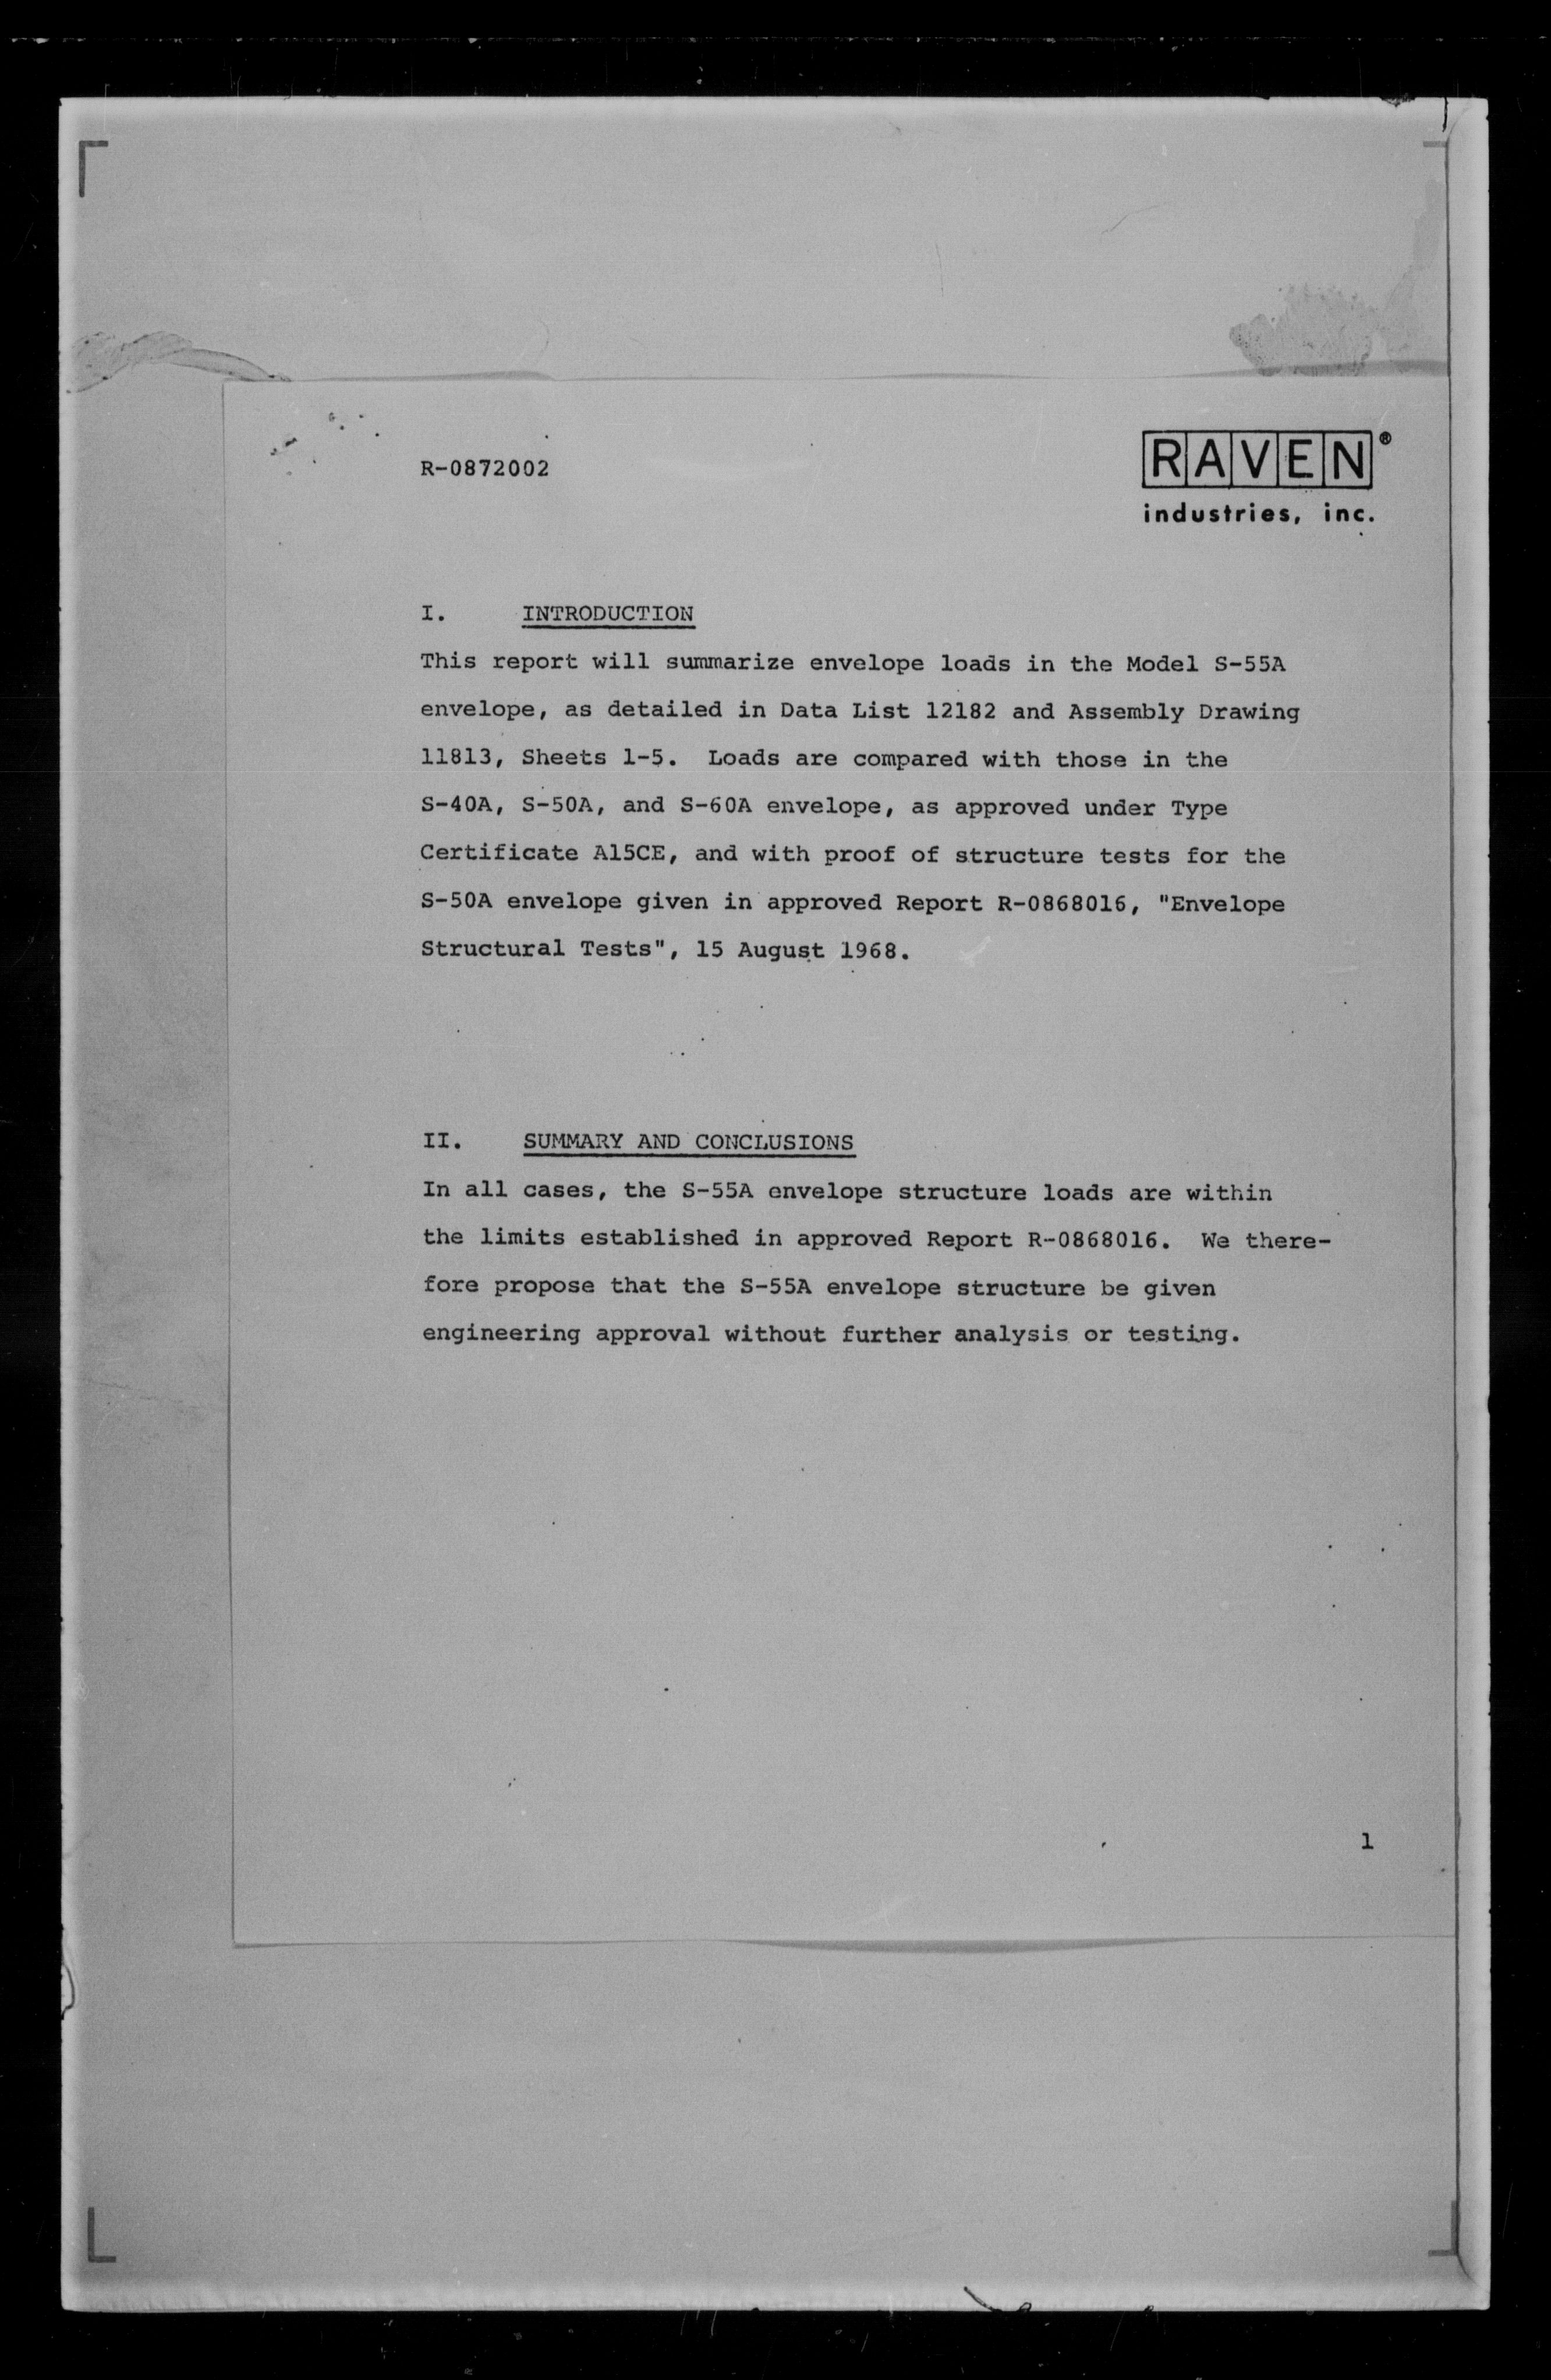 R-0872002
RAVEN®
industries, inc.
I. INTRODUCTION
This report will summarize envelope loads in the Model S-55A
envelope, as detailed in Data List 12182 and Assembly Drawing
11813, Sheets 1-5. Loads are compared with those in the
S-40A, S-50A, and S-60A envelope, as approved under Type
Certificate A15CE, and with proof of structure tests for the
S-50A envelope given in approved Report R-0868016, "Envelope
Structural Tests", 15 August 1968.
II. SUMMARY AND CONCLUSIONS
In all cases, the S-55A envelope structure loads are within
the limits established in approved Report R-0868016. We there-
fore propose that the S-55A envelope structure be given
engineering approval without further analysis or testing.
1